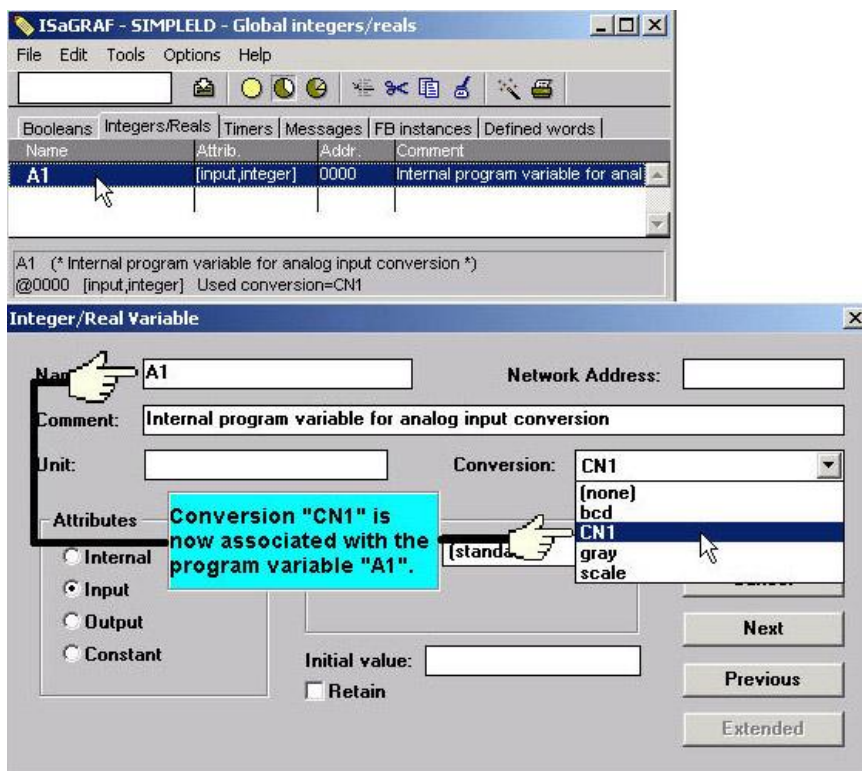 ISaGRAF - SIMPLELD - Global integers/reals
File Edit Tools Options Help
Booleans Integers/Reals Timers Messages FB instances Defined words
Name Attrib. Addr. Comment
A1 [input,integer] 0000 Internal program variable for anal
A1 (* Internal program variable for analog input conversion *)
@0000 [input,integer] Used conversion=CN1
Integer/Real Variable
A1 Network Address:
Comment: Internal program variable for analog input conversion
Unit: Conversion: CN1
(none)
bcd
CN1
gray
scale
Attributes
Internal
Input
Output
Constant
Conversion "CN1" is
now associated with the
program variable "A1".
Initial value:
Retain
Next
Previous
Extended